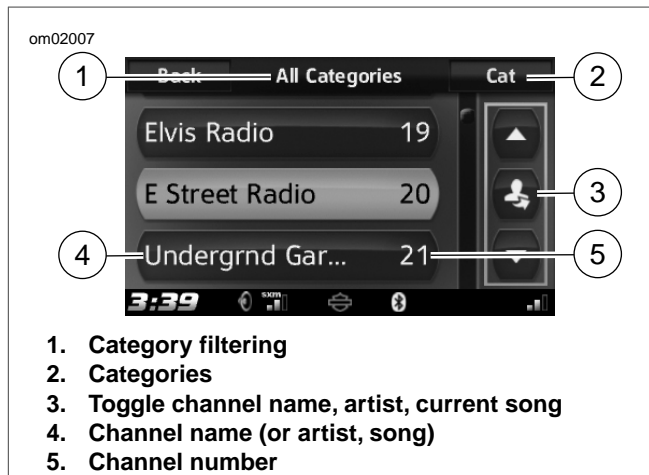 om02007
1 Back All Categories Cat 2
Elvis Radio 19
E Street Radio 20 3
4 Undergrnd Gar... 21 5
3:39 sxm
1. Category filtering
2. Categories
3. Toggle channel name, artist, current song
4. Channel name (or artist, song)
5. Channel number